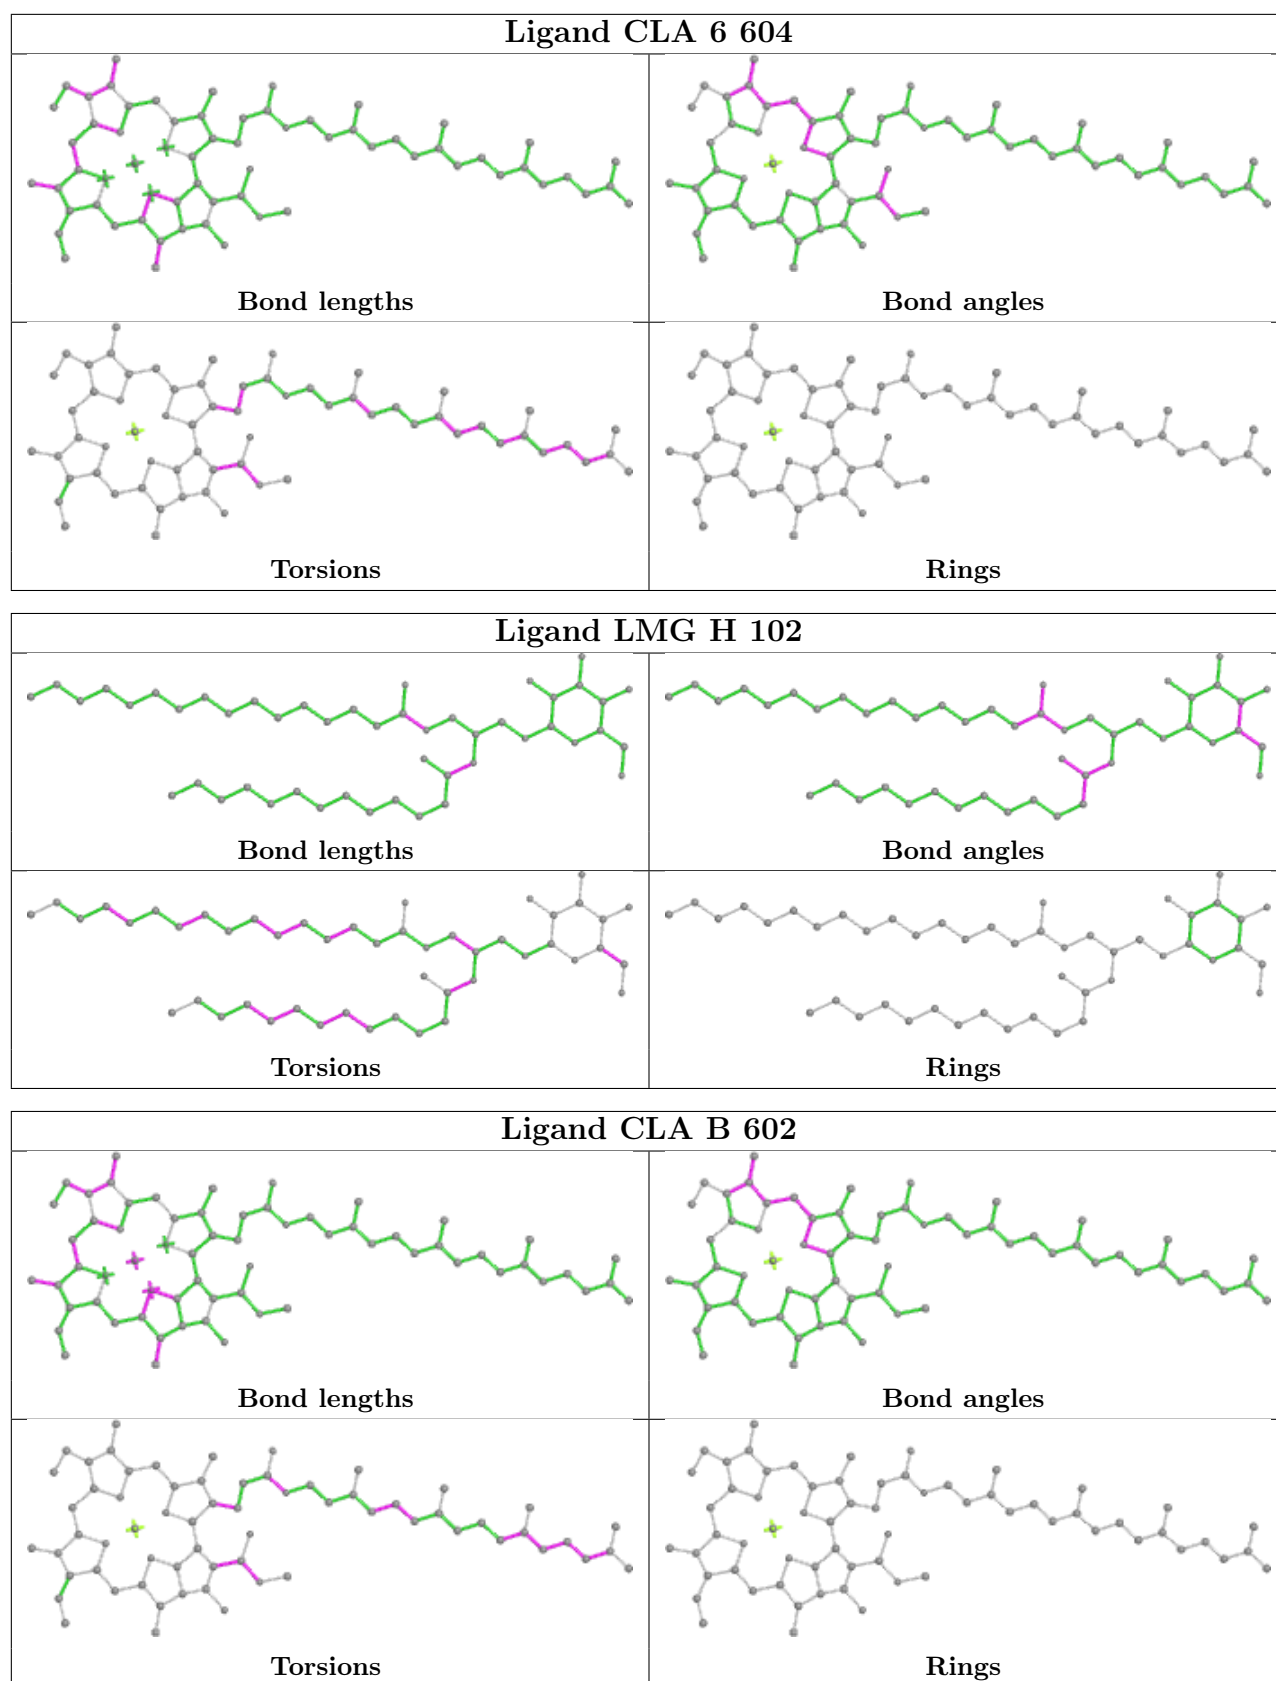 Ligand CLA 6 604
Bond lengths
Bond angles
Torsions
Rings
Ligand LMG H 102
Bond lengths
Bond angles
Torsions
Rings
Ligand CLA B 602
Bond lengths
Bond angles
Torsions
Rings